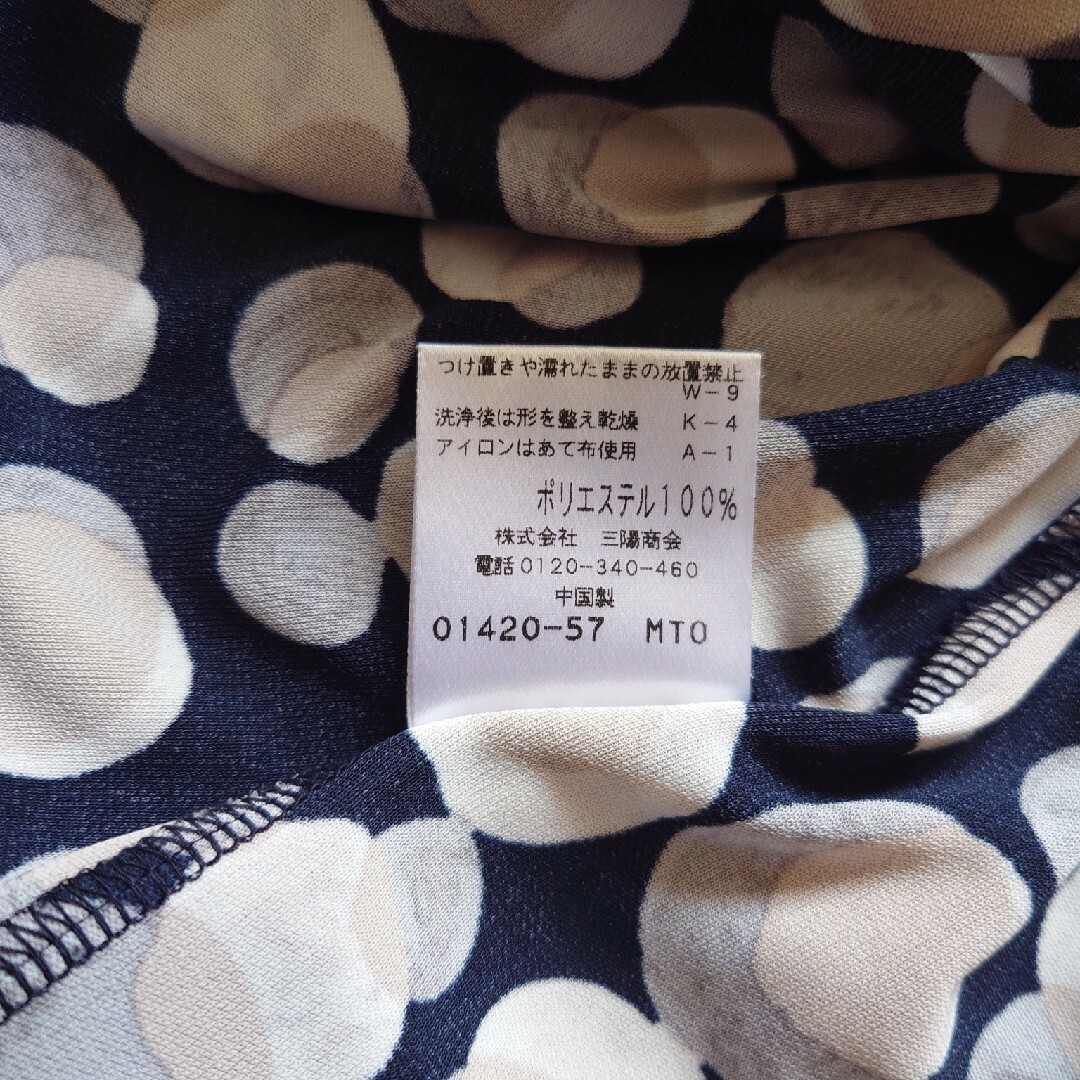 つけ置きや濡れたままの放置禁止
W-9
洗浄後は形を整え乾燥 K-4
アイロンはあて布使用 A-1
ポリエステル100%
株式会社 三陽商会
電話0120-340-460
中国製
01420-57 MTO